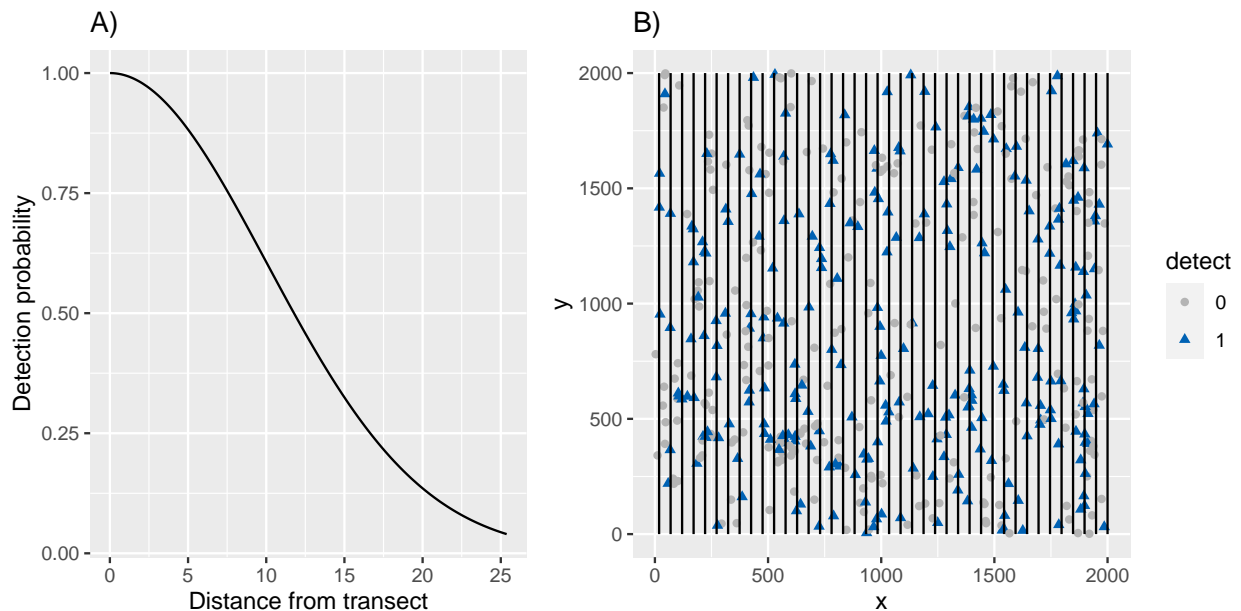 A)
Detection probability
1.00
0.75
0.50
0.25
0.00
0 5 10 15 20 25
Distance from transect
B)
y
2000
1500
1000
500
0
0 500 1000 1500 2000
x
detect
0
1